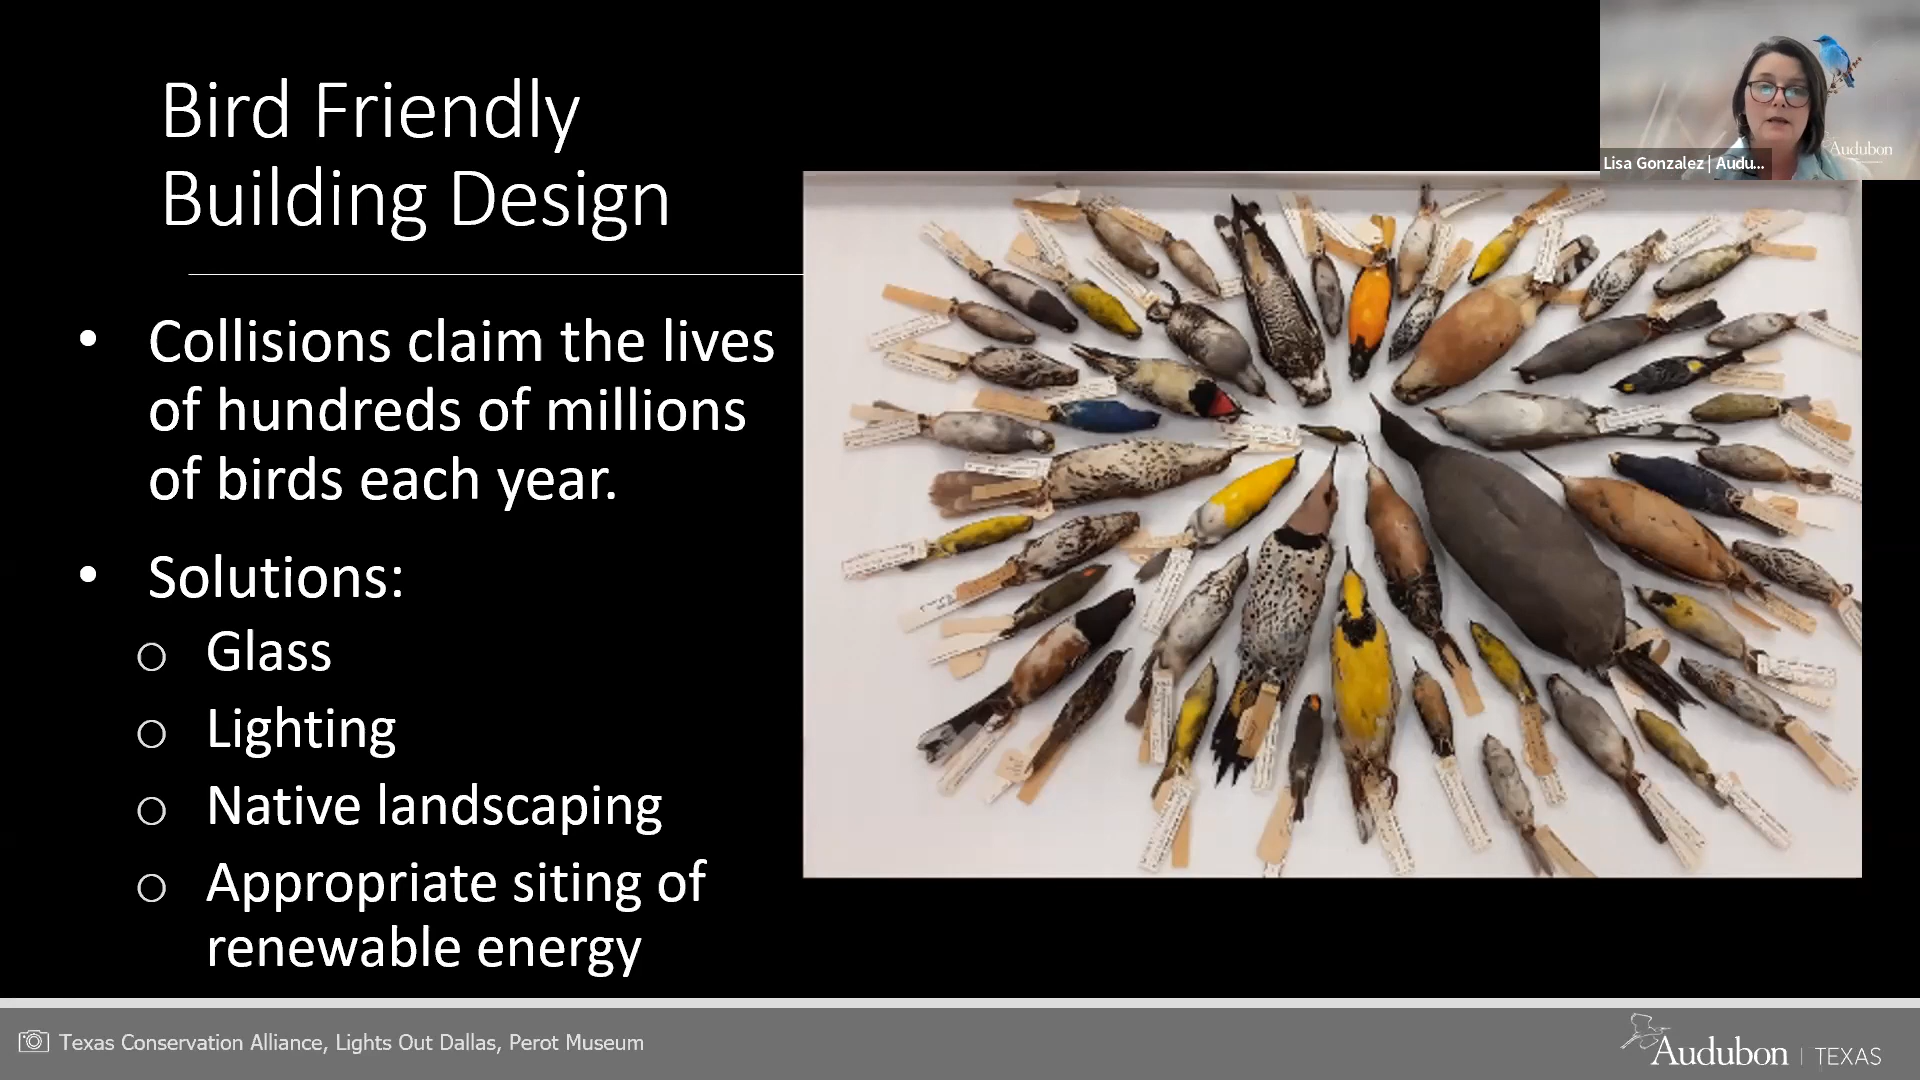 Bird Friendly
Building Design
• Collisions claim the lives
of hundreds of millions
of birds each year.
• Solutions:
○ Glass
○ Lighting
○ Native landscaping
○ Appropriate siting of
renewable energy
Audubon
Lisa Gonzalez | Audu...
Texas Conservation Alliance, Lights Out Dallas, Perot Museum
Audubon | TEXAS